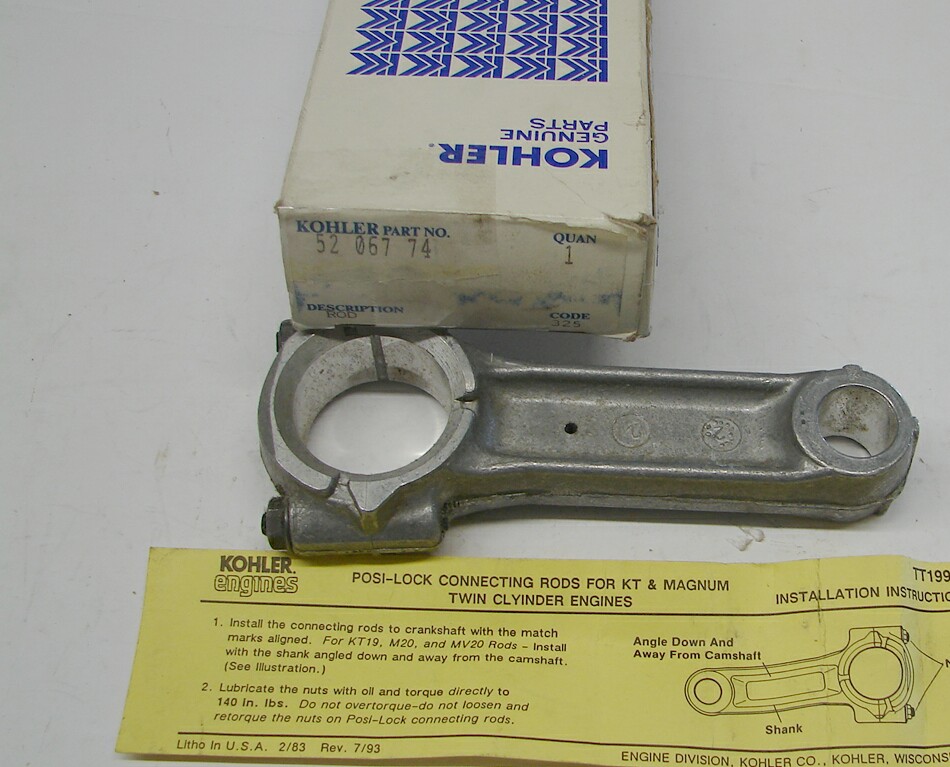 KOHLER.
GENUINE
PARTS
KOHLER PART NO.
52 067 74
QUAN
1
DESCRIPTION
ROD
CODE
325
2
KOHLER.
engines
POSI-LOCK CONNECTING RODS FOR KT & MAGNUM
TWIN CLYINDER ENGINES
TT199
INSTALLATION INSTRUCTIO
1. Install the connecting rods to crankshaft with the match
marks aligned. For KT19, M20, and MV20 Rods - Install
with the shank angled down and away from the camshaft.
(See Illustration.)
2. Lubricate the nuts with oil and torque directly to
140 In. lbs. Do not overtorque-do not loosen and
retorque the nuts on Posi-Lock connecting rods.
Angle Down And
Away From Camshaft
Shank
Litho In U.S.A. 2/83 Rev. 7/93
ENGINE DIVISION, KOHLER CO., KOHLER, WISCONS